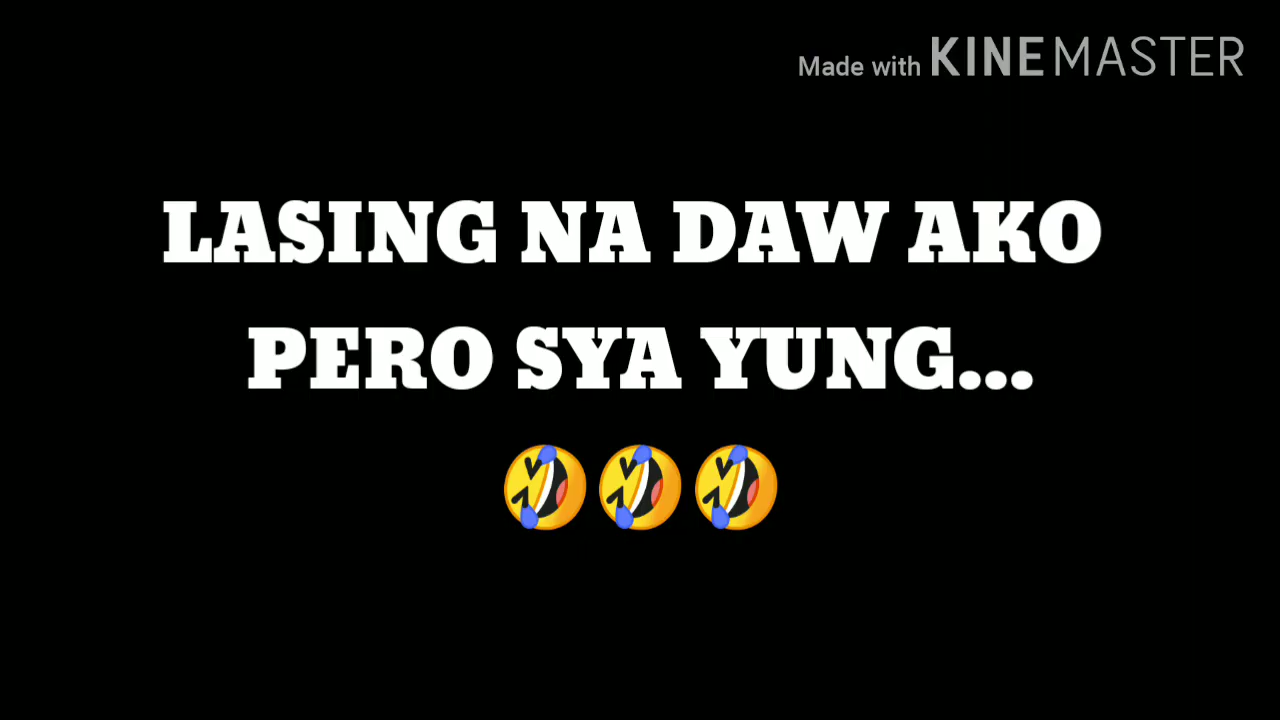 Made with KINEMASTER
LASING NA DAW AKO
PERO SYA YUNG...
🤣🤣🤣